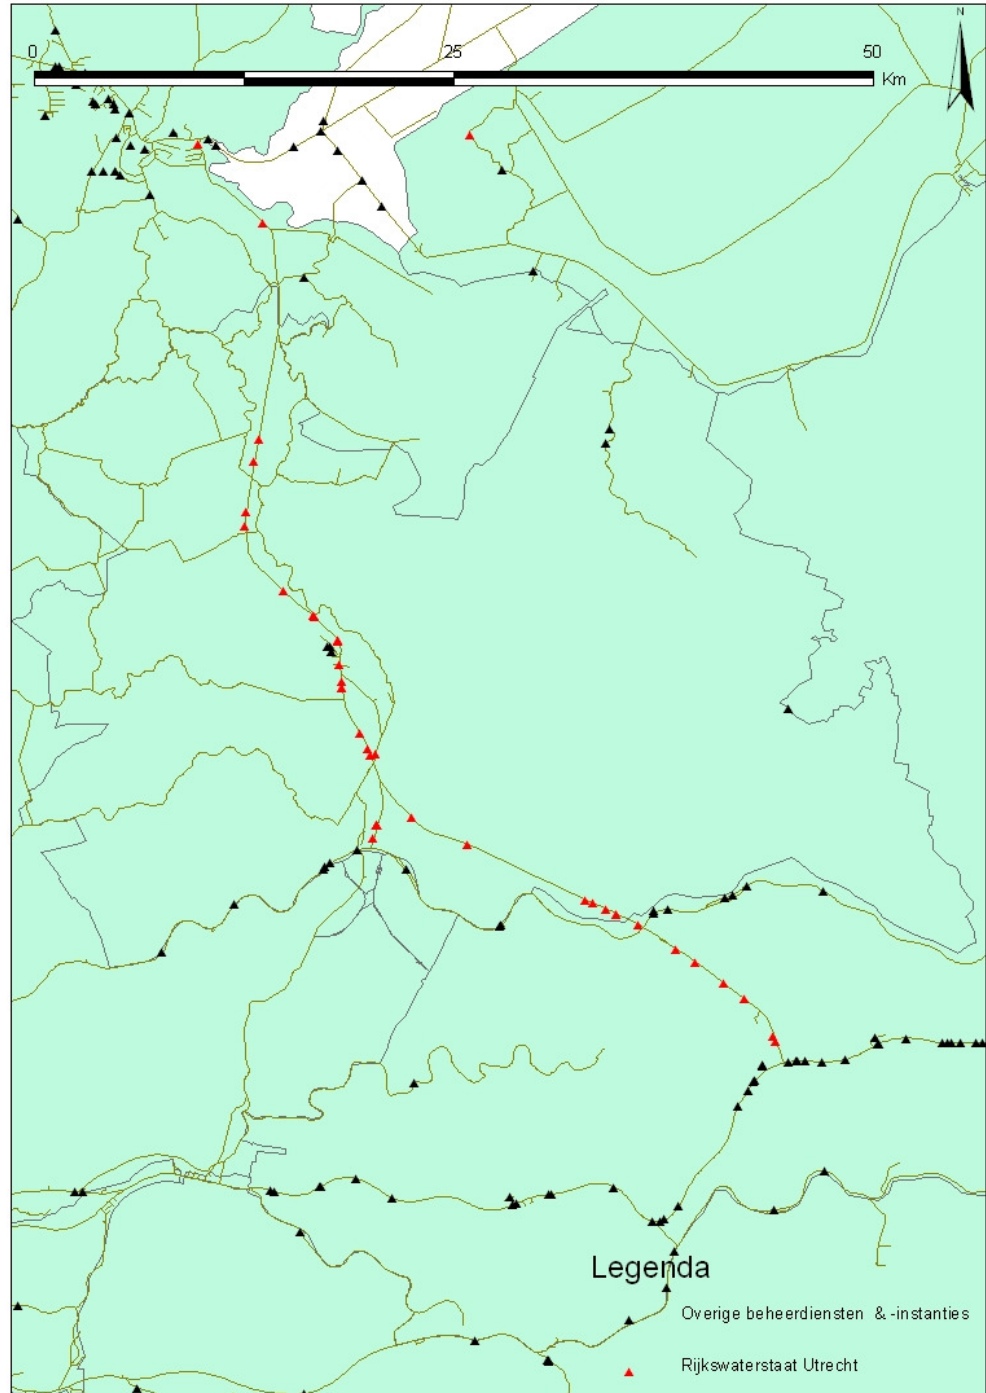 N
0 25 50
Km
Legenda
Overige beheerdiensten & -instanties
Rijkswaterstaat Utrecht